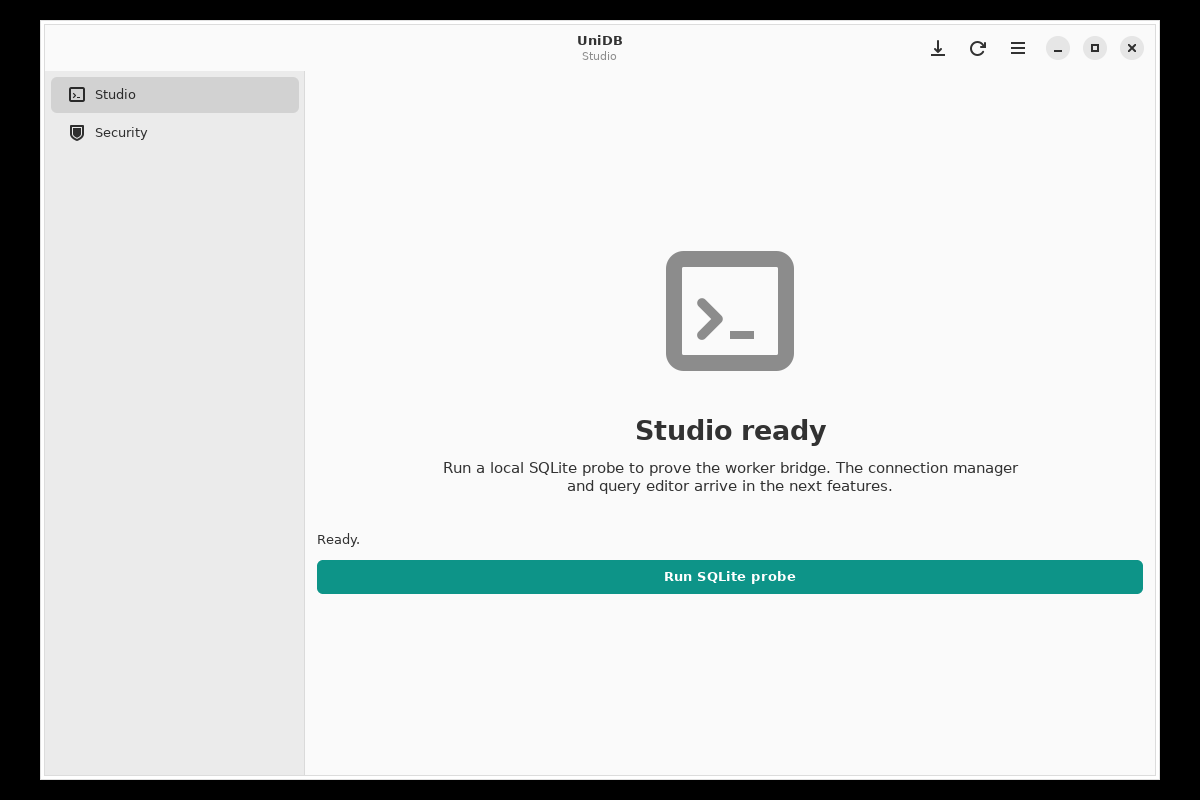 UniDB
Studio
Studio
Security
Studio ready
Run a local SQLite probe to prove the worker bridge. The connection manager
and query editor arrive in the next features.
Ready.
Run SQLite probe